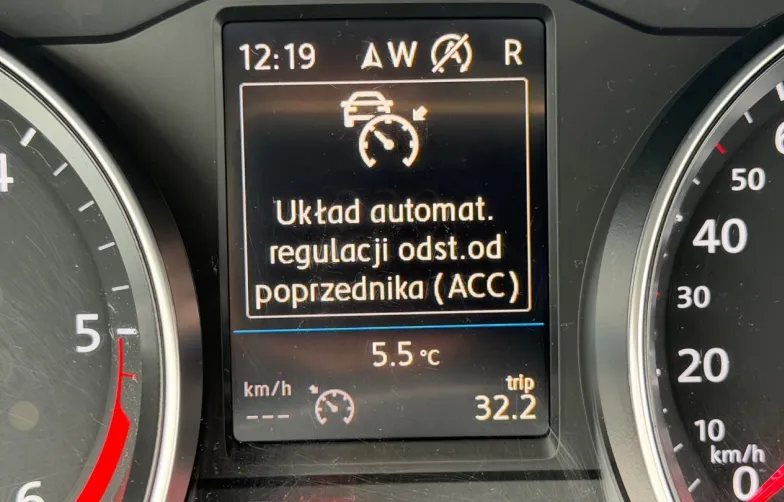 12:19 W A R
Układ automat.
regulacji odst.od
poprzednika (ACC)
5.5 °C
km/h trip
--- 32.2
4
5
6
6
50
40
30
20
10
km/h
0